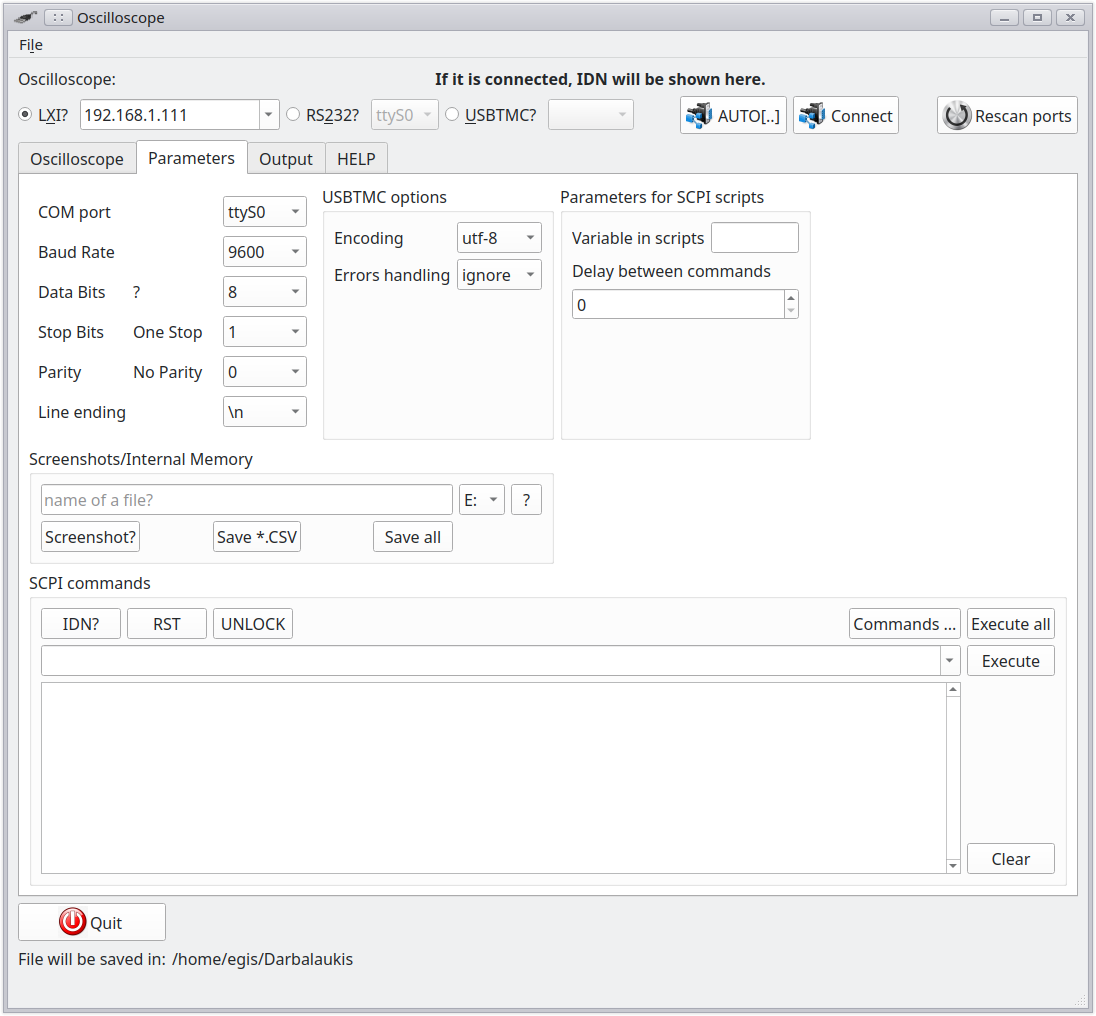 Oscilloscope
File
Oscilloscope: If it is connected, IDN will be shown here.
LXI? 192.168.1.111 RS232? ttyS0 USBTMC? AUTO[..] Connect Rescan ports
Oscilloscope Parameters Output HELP
USBTMC options Parameters for SCPI scripts
COM port ttyS0
Encoding utf-8 Variable in scripts
Baud Rate 9600
Errors handling ignore Delay between commands
Data Bits ? 8
0
Stop Bits One Stop 1
Parity No Parity 0
Line ending \n
Screenshots/Internal Memory
name of a file? E: ?
Screenshot? Save *.CSV Save all
SCPI commands
IDN? RST UNLOCK Commands ... Execute all
Execute
Clear
Quit
File will be saved in: /home/egis/Darbalaukis